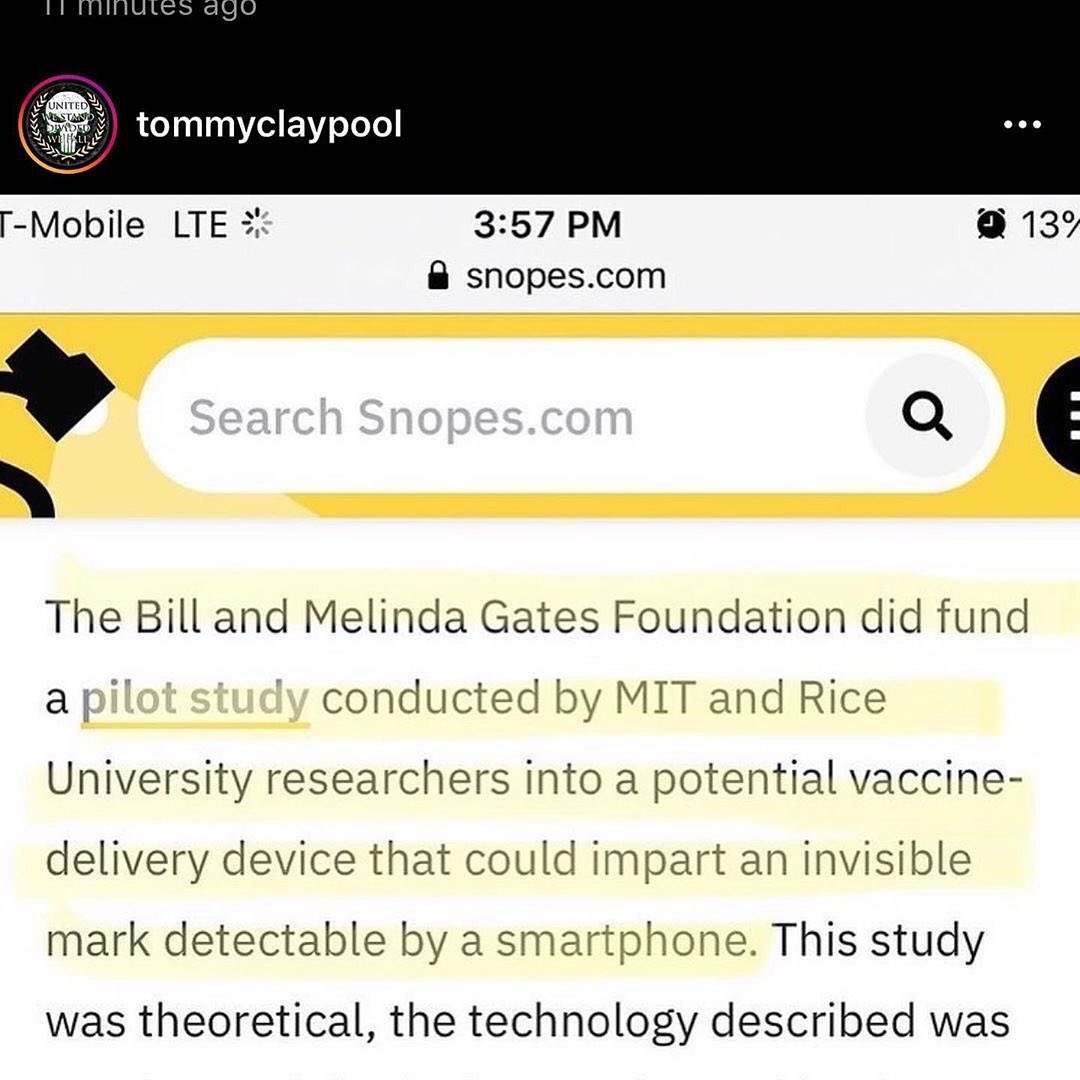 11 minutes ago
UNITED
WE STAND
DIVIDED
WE FALL
tommyclaypool
T-Mobile LTE 3:57 PM 13%
snopes.com
Search Snopes.com
The Bill and Melinda Gates Foundation did fund
a pilot study conducted by MIT and Rice
University researchers into a potential vaccine-
delivery device that could impart an invisible
mark detectable by a smartphone. This study
was theoretical, the technology described was